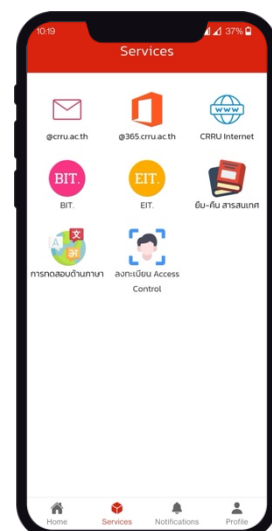 10:19
37%
Services
@crru.ac.th
@365.crru.ac.th
WWW
CRRU Internet
BIT.
BIT.
EIT.
EIT.
ยืม-คืน สารสนเทศ
A
文
การทดสอบด้านภาษา
ลงทะเบียน Access
Control
Home
Services
Notifications
Profile